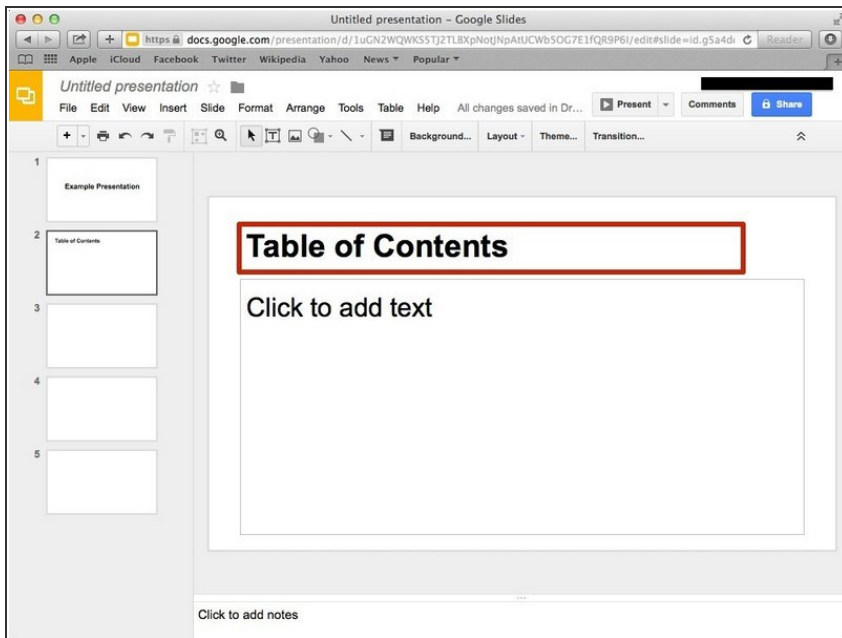 Untitled presentation – Google Slides
https docs.google.com/presentation/d/1uGN2WQWKS5TJ2TLBXpNotJNpAtUCWb5OG7E1fQR9P6I/edit#slide=id.g5a4d Reader
Apple iCloud Facebook Twitter Wikipedia Yahoo News Popular
Untitled presentation
File Edit View Insert Slide Format Arrange Tools Table Help All changes saved in Dr... Present Comments Share
Background... Layout Theme... Transition...
1
Example Presentation
2
Table of Contents
3
4
5
Table of Contents
Click to add text
Click to add notes